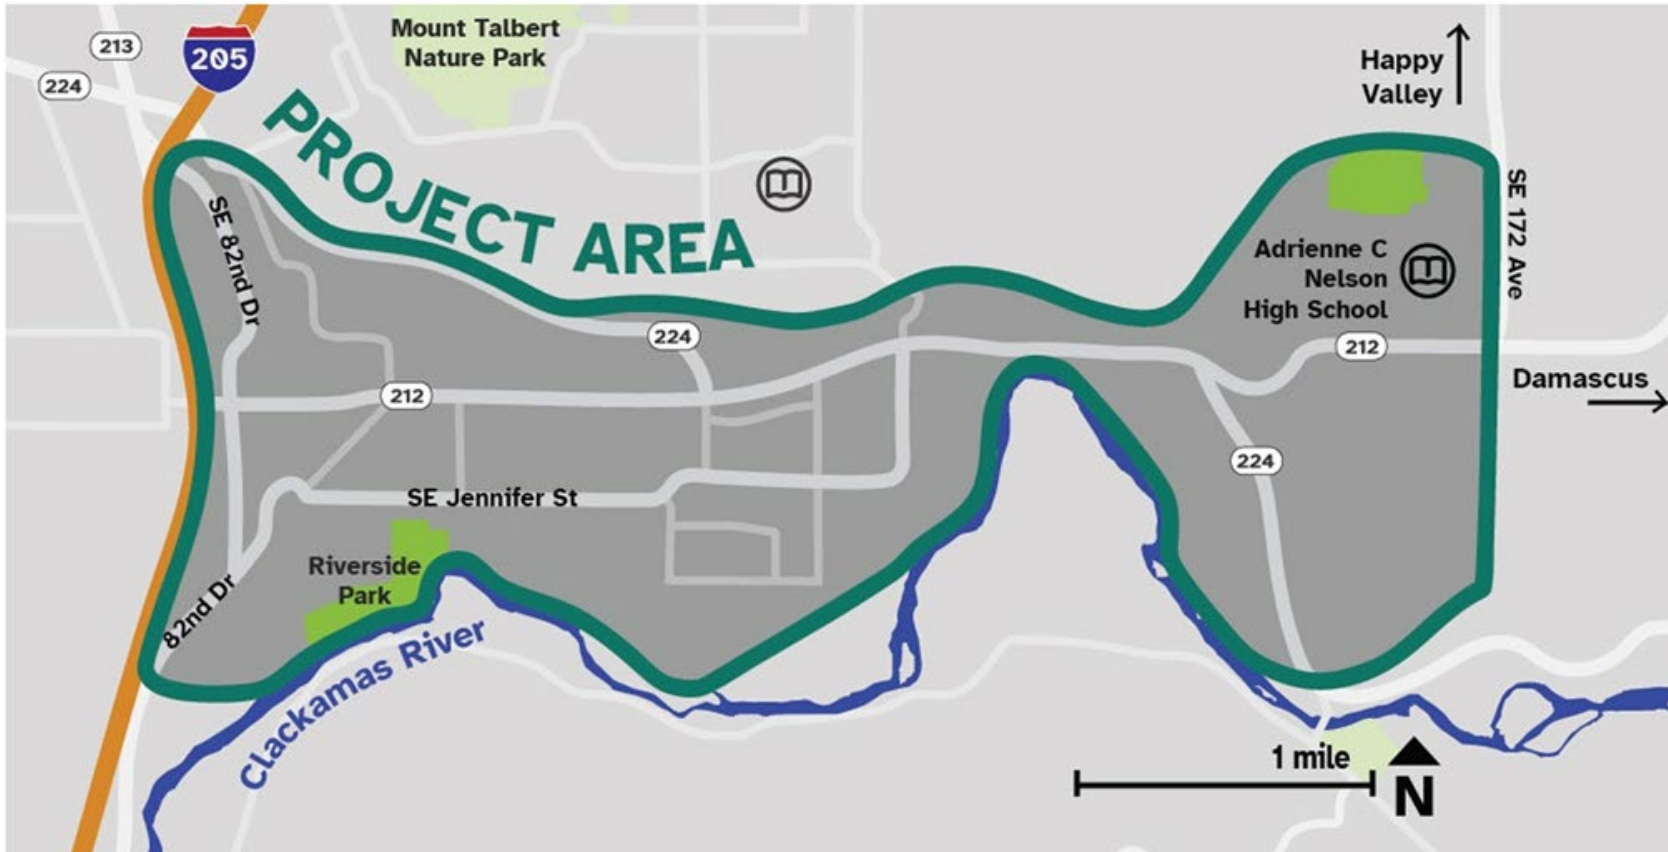 213
224
205
Mount Talbert
Nature Park
Happy
Valley
PROJECT AREA
SE 82nd Dr
SE 172 Ave
Adrienne C
Nelson
High School
224
212
212
Damascus
224
SE Jennifer St
Riverside
Park
82nd Dr
Clackamas River
1 mile
N